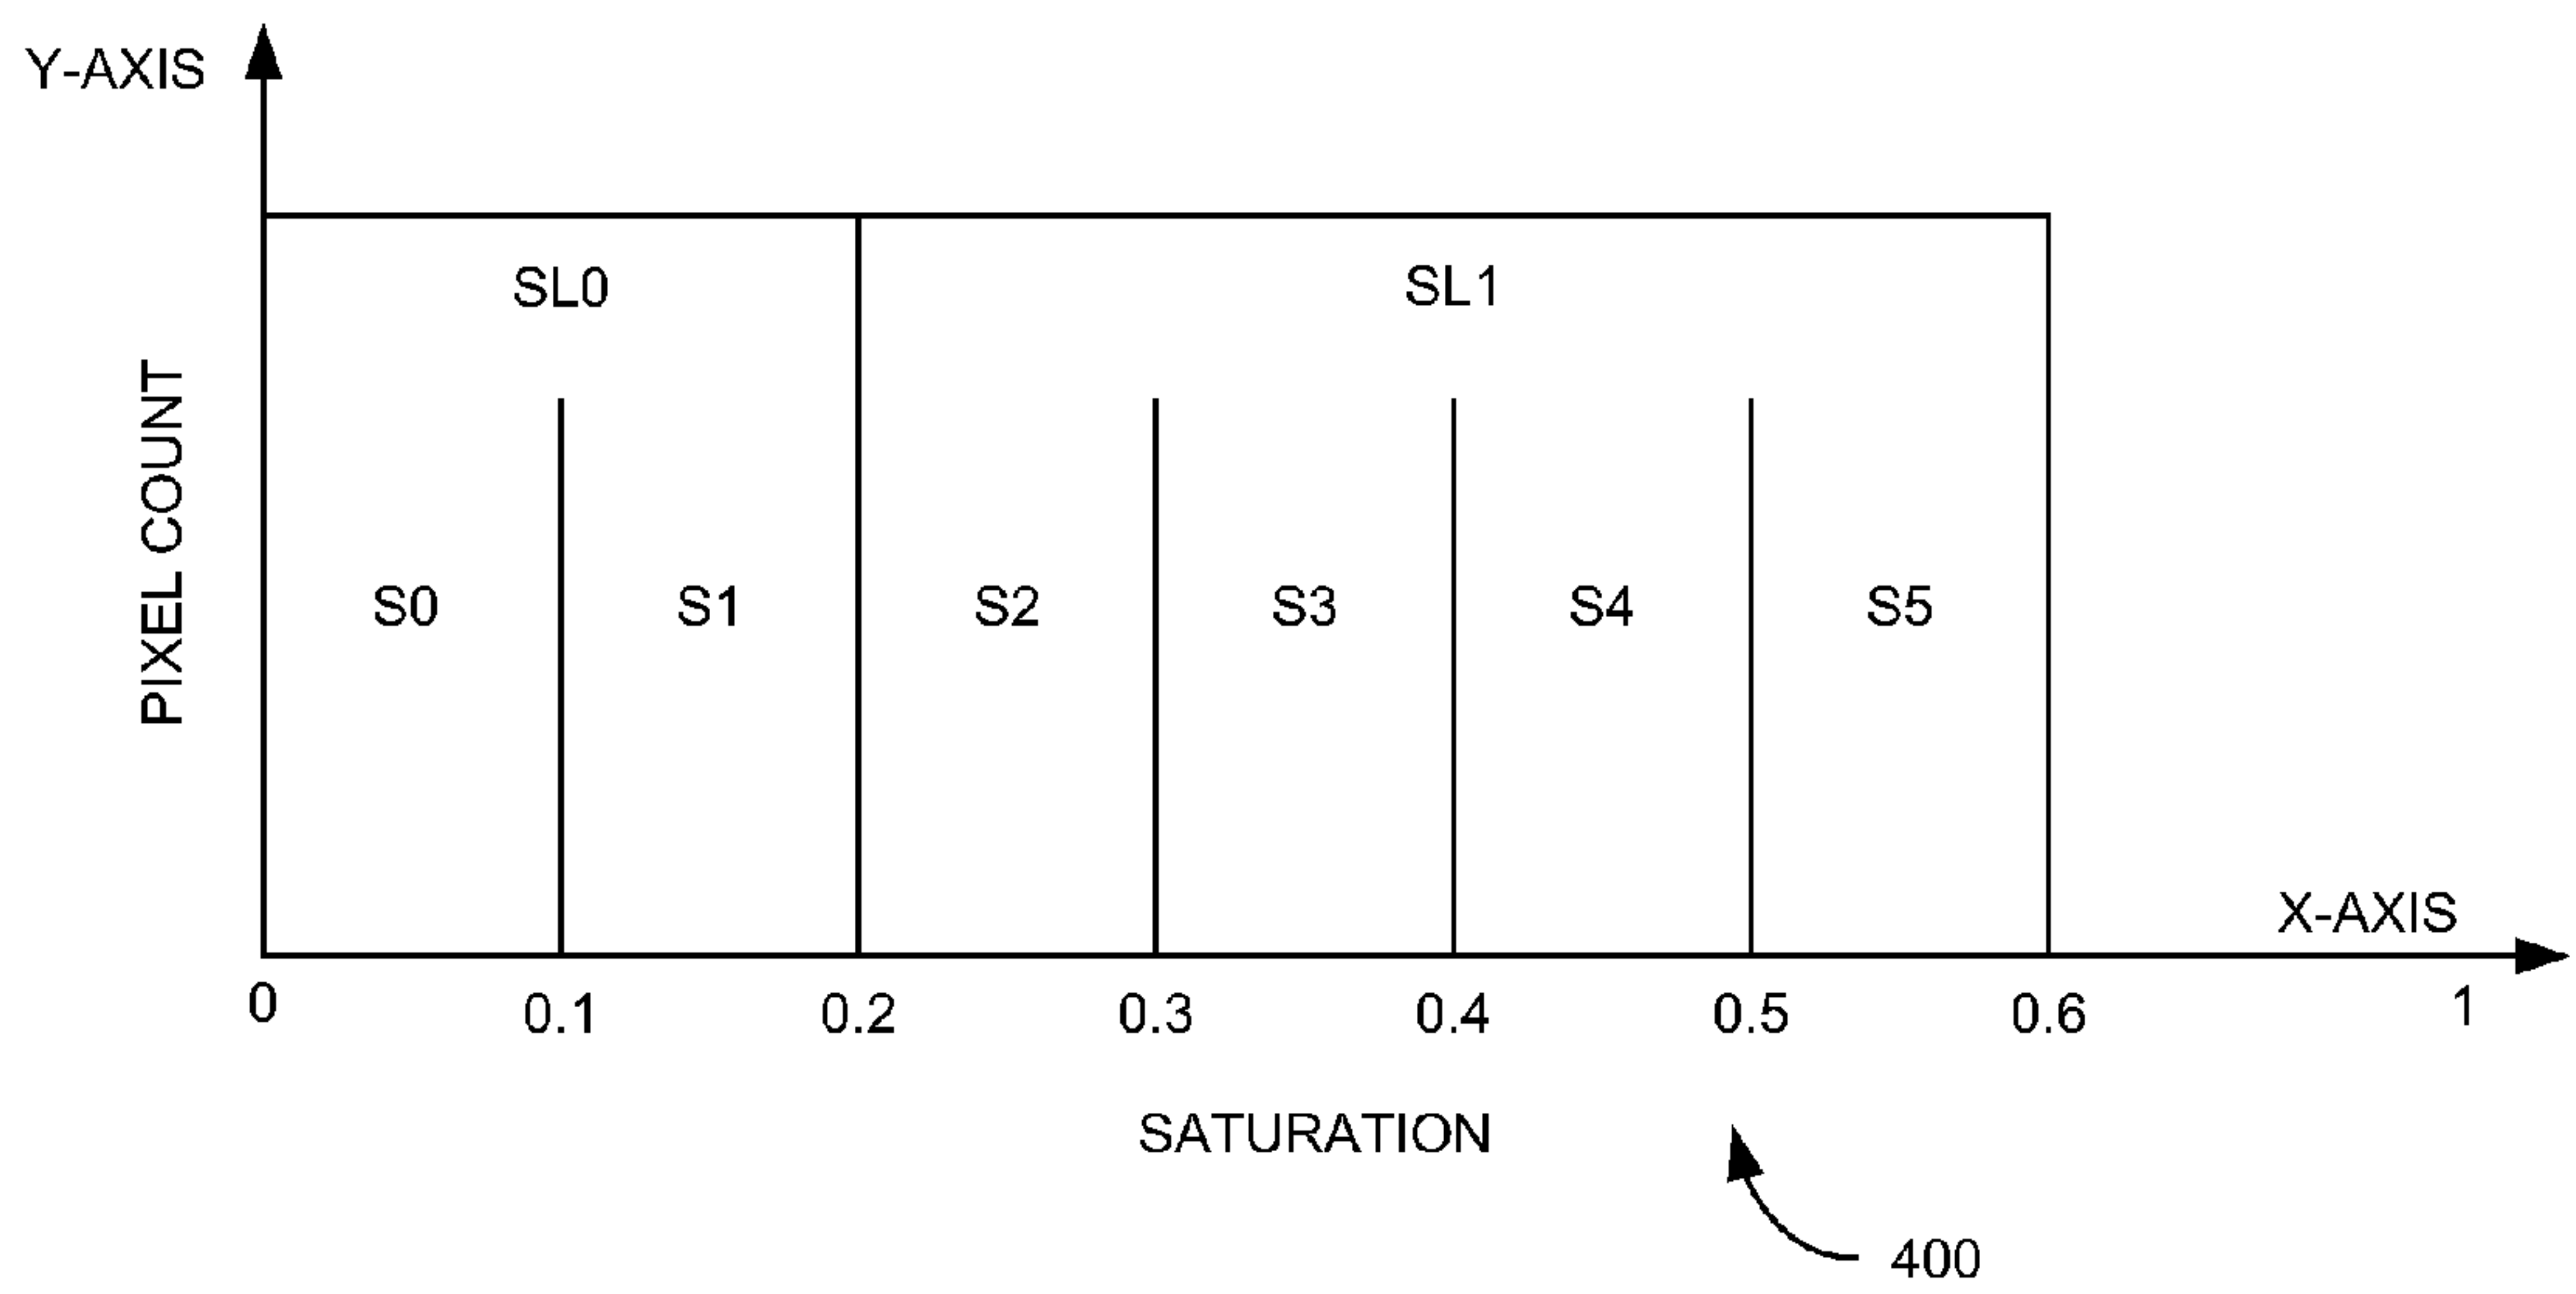 Y-AXIS
PIXEL COUNT
SL0 SL1
S0 S1 S2 S3 S4 S5
X-AXIS
0 0.1 0.2 0.3 0.4 0.5 0.6 1
SATURATION
400